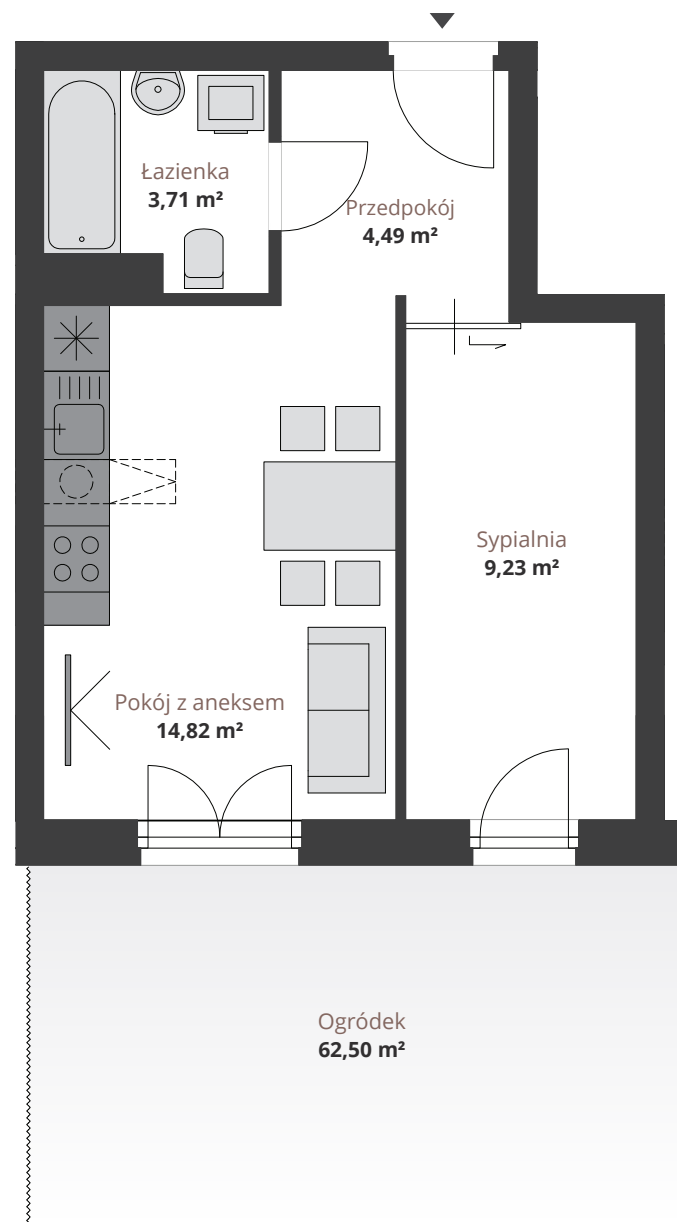 Łazienka
3,71 m²
Przedpokój
4,49 m²
Sypialnia
9,23 m²
Pokój z aneksem
14,82 m²
Ogródek
62,50 m²